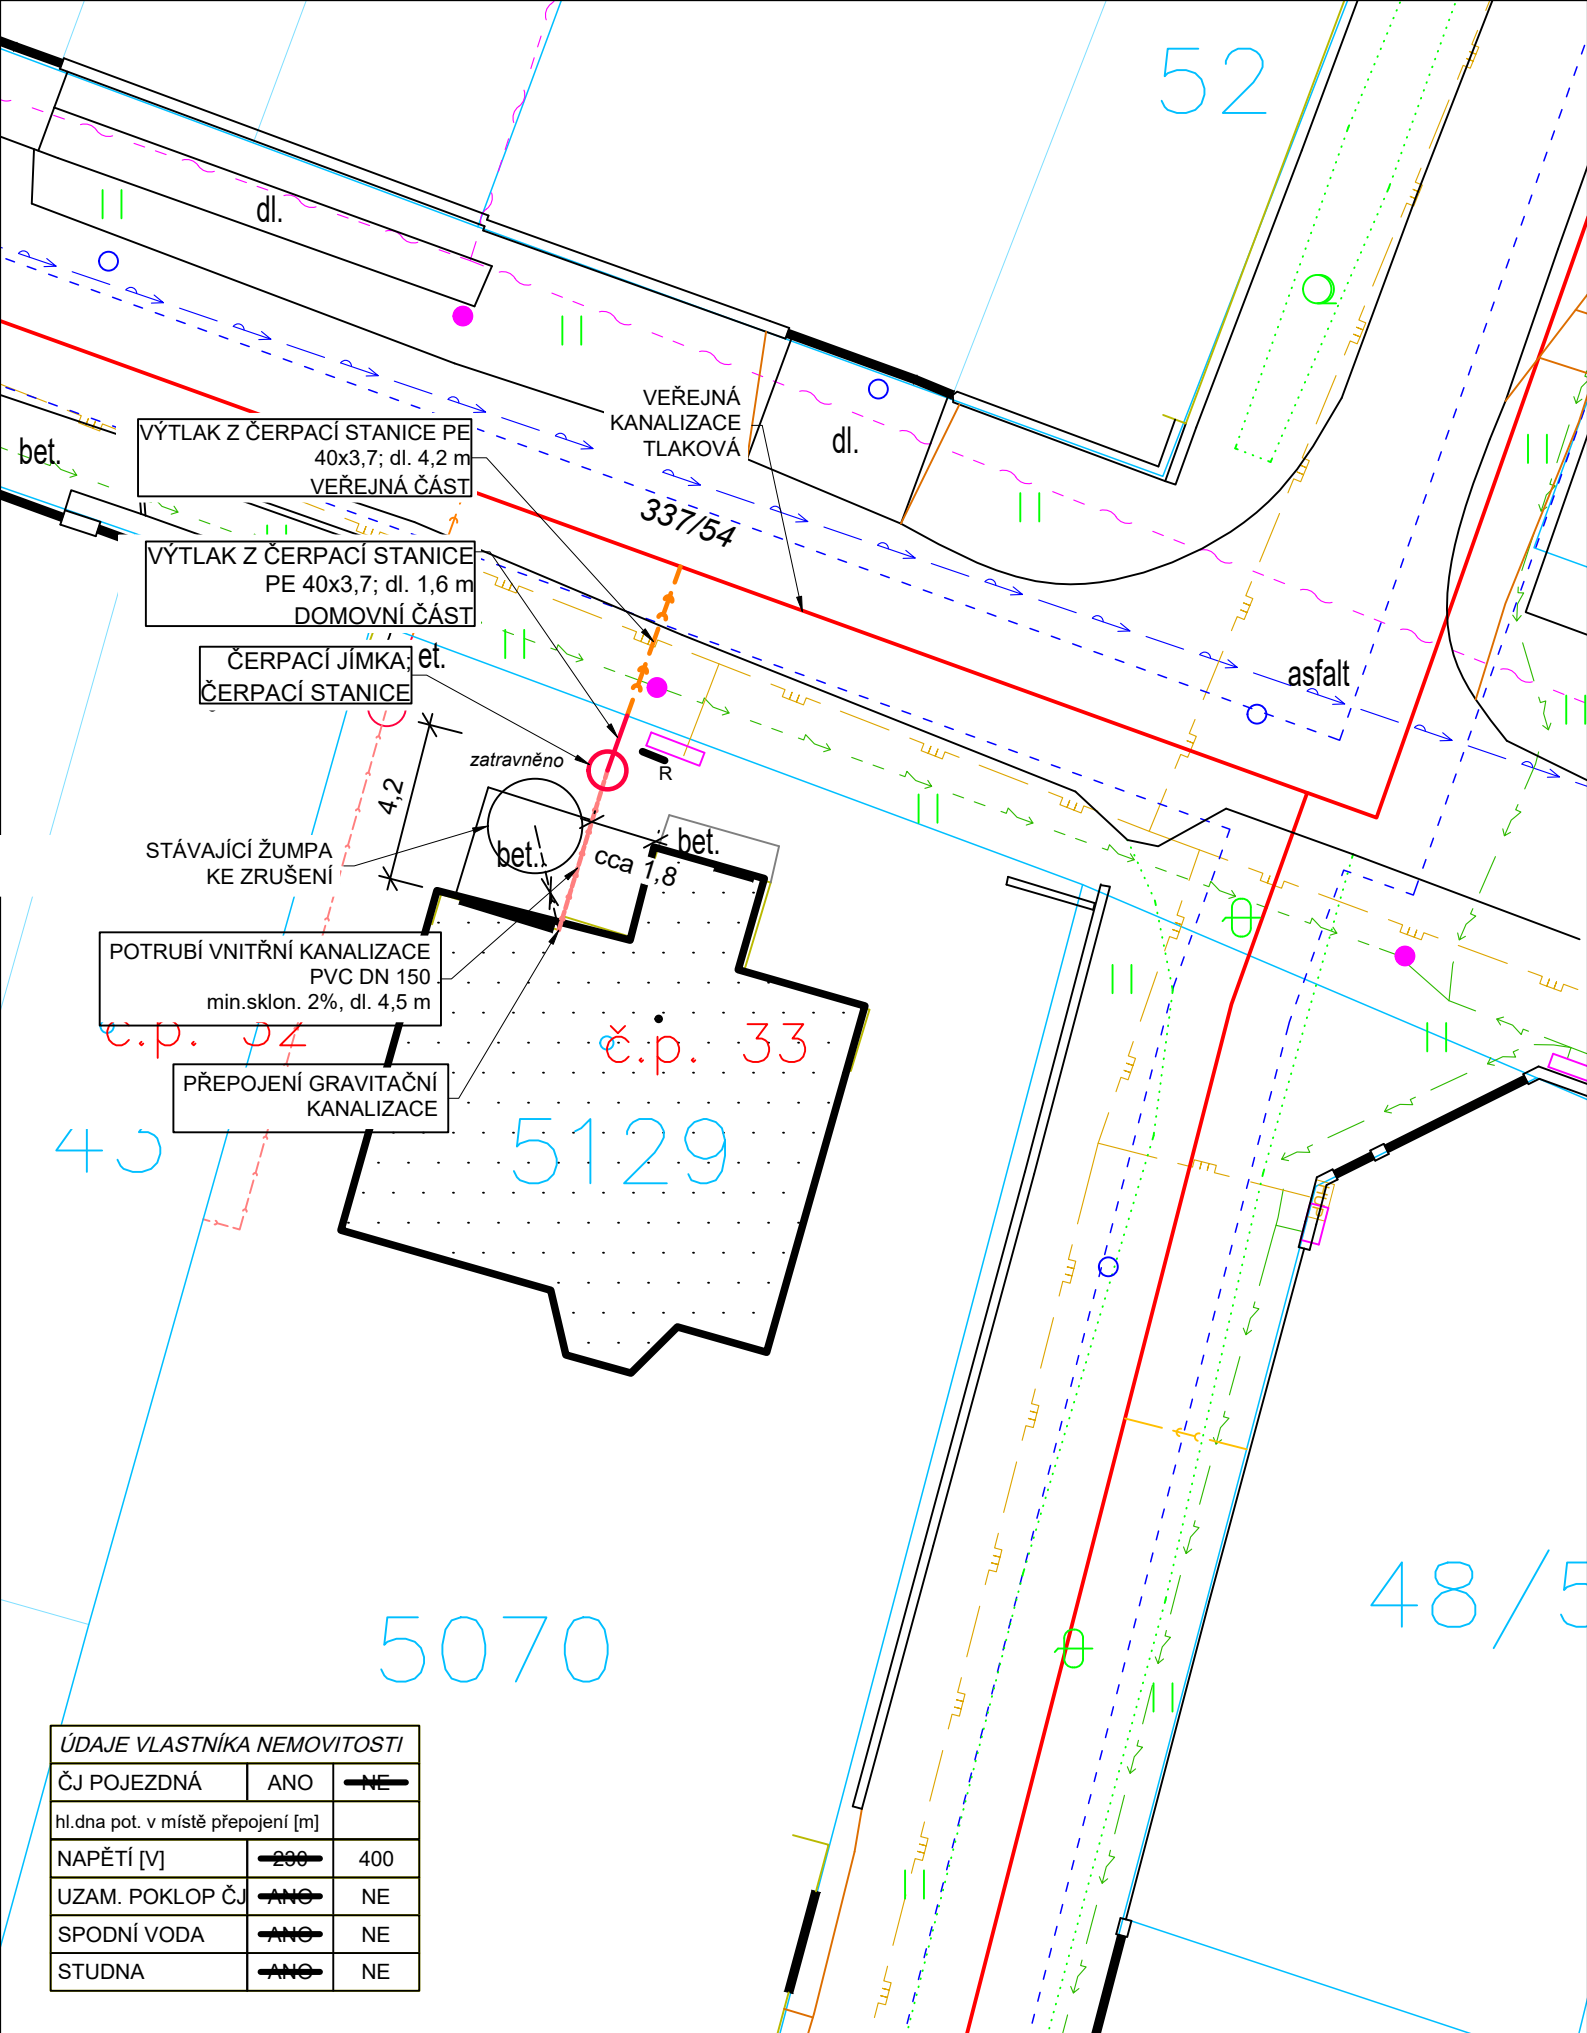 52
dl.
VEŘEJNÁ
KANALIZACE
TLAKOVÁ
dl.
bet.
VÝTLAK Z ČERPACÍ STANICE PE
40x3,7; dl. 4,2 m
VEŘEJNÁ ČÁST
337/54
VÝTLAK Z ČERPACÍ STANICE
PE 40x3,7; dl. 1,6 m
DOMOVNÍ ČÁST
et.
ČERPACÍ JÍMKA,
ČERPACÍ STANICE
asfalt
zatravněno
R
4,2
STÁVAJÍCÍ ŽUMPA
KE ZRUŠENÍ
bet.
bet.
cca 1,8
POTRUBÍ VNITŘNÍ KANALIZACE
PVC DN 150
min.sklon. 2%, dl. 4,5 m
č.p. 32
č.p. 33
PŘEPOJENÍ GRAVITAČNÍ
KANALIZACE
5129
48/5
5070
ÚDAJE VLASTNÍKA NEMOVITOSTI
ČJ POJEZDNÁ ANO NE
hl.dna pot. v místě přepojení [m]
NAPĚTÍ [V] 230 400
UZAM. POKLOP ČJ ANO NE
SPODNÍ VODA ANO NE
STUDNA ANO NE